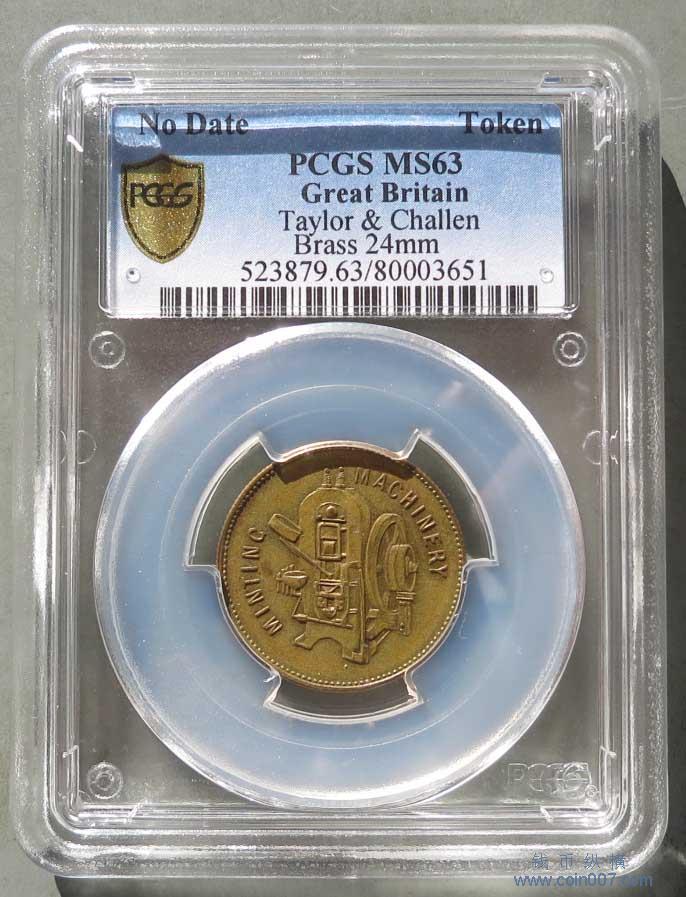 No Date Token
PCGS MS63
PCGS
Great Britain
Taylor & Challen
Brass 24mm
523879.63/80003651
MINTING MACHINERY
PCGS
钱币纵横
www.coin007.com